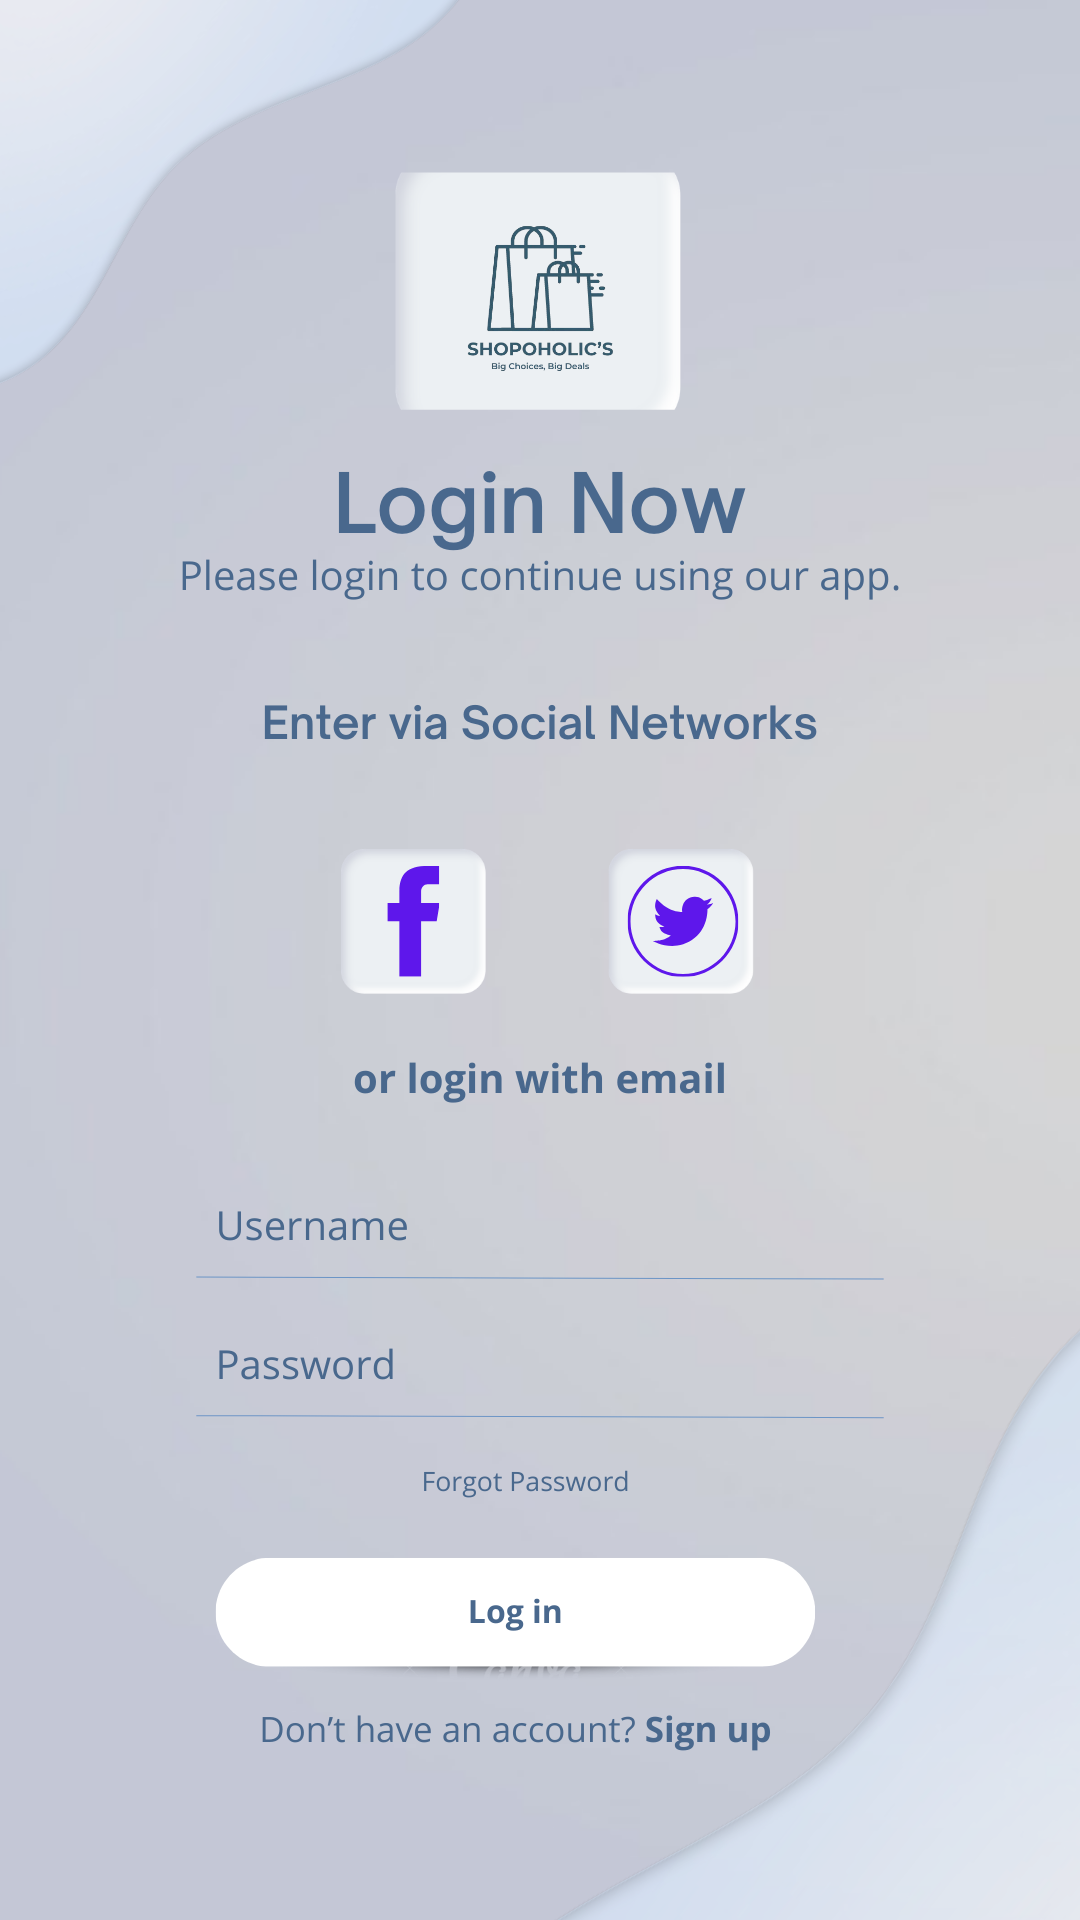 SHOPOHOLIC’S
Big Choices, Big Deals
Login Now
Please login to continue using our app.
Enter via Social Networks
or login with email
Username
Password
Forgot Password
Log in
Don’t have an account? Sign up